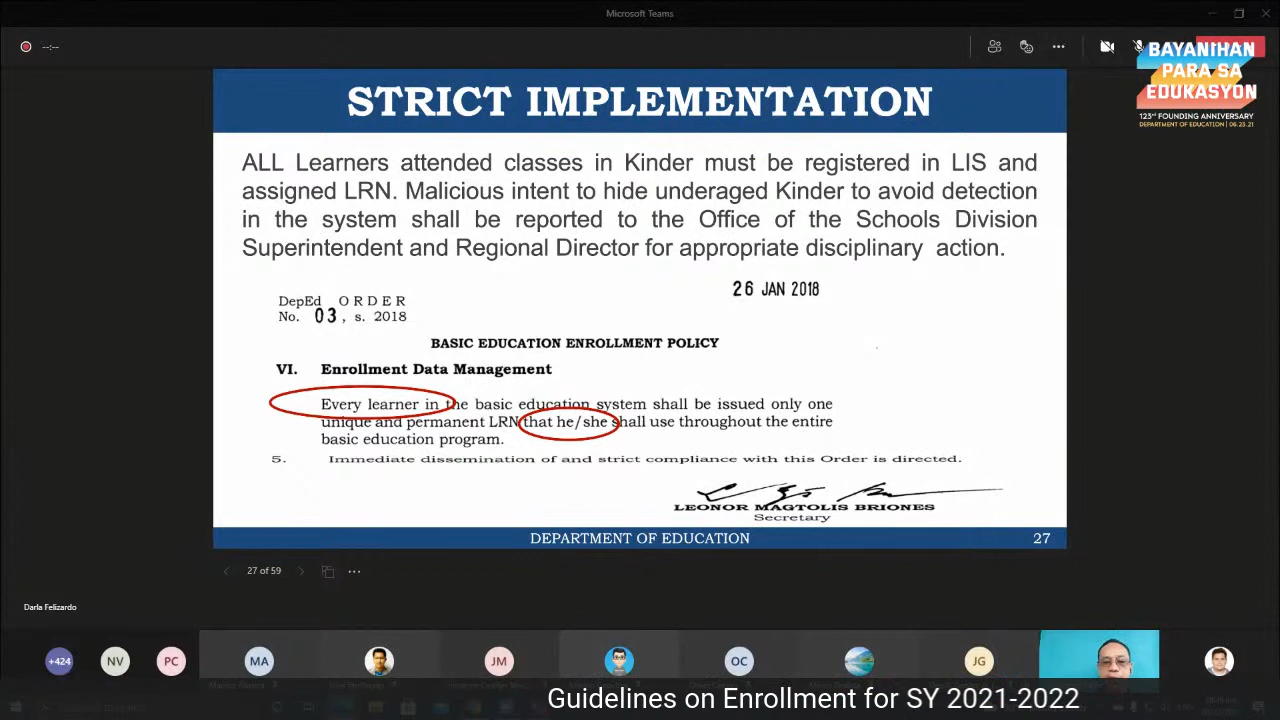 Microsoft Teams
--:--
BAYANIHAN
PARA SA
EDUKASYON
123rd FOUNDING ANNIVERSARY
DEPARTMENT OF EDUCATION | 06.23.21
STRICT IMPLEMENTATION
ALL Learners attended classes in Kinder must be registered in LIS and
assigned LRN. Malicious intent to hide underaged Kinder to avoid detection
in the system shall be reported to the Office of the Schools Division
Superintendent and Regional Director for appropriate disciplinary action.
26 JAN 2018
DepEd ORDER
No. 03, s. 2018
BASIC EDUCATION ENROLLMENT POLICY
VI. Enrollment Data Management
Every learner in the basic education system shall be issued only one
unique and permanent LRN that he/she shall use throughout the entire
basic education program.
5. Immediate dissemination of and strict compliance with this Order is directed.
LEONOR MAGTOLIS BRIONES
Secretary
DEPARTMENT OF EDUCATION 27
27 of 59
Darla Felizardo
+424 NV PC MA JM OC JG
Guidelines on Enrollment for SY 2021-2022